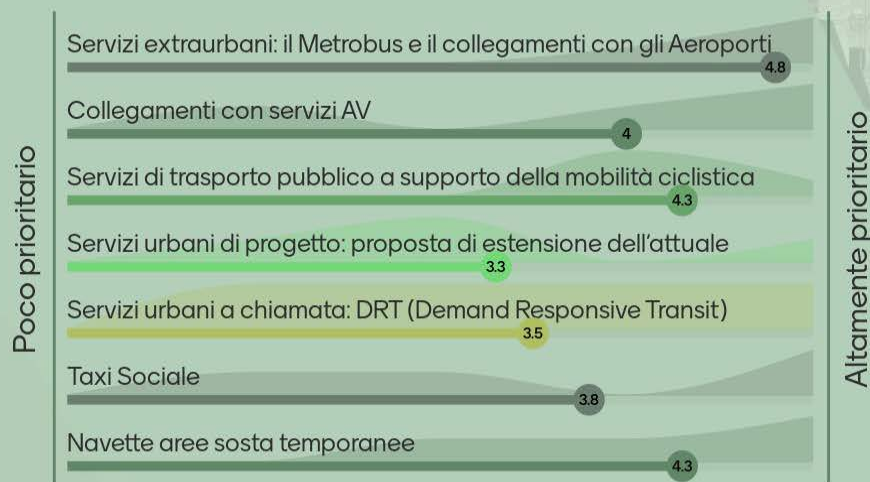 Servizi extraurbani: il Metrobus e il collegamenti con gli Aeroporti
4.8
Collegamenti con servizi AV
4
Servizi di trasporto pubblico a supporto della mobilità ciclistica
4.3
Servizi urbani di progetto: proposta di estensione dell'attuale
3.3
Servizi urbani a chiamata: DRT (Demand Responsive Transit)
3.5
Taxi Sociale
3.8
Navette aree sosta temporanee
4.3
Poco prioritario
Altamente prioritario